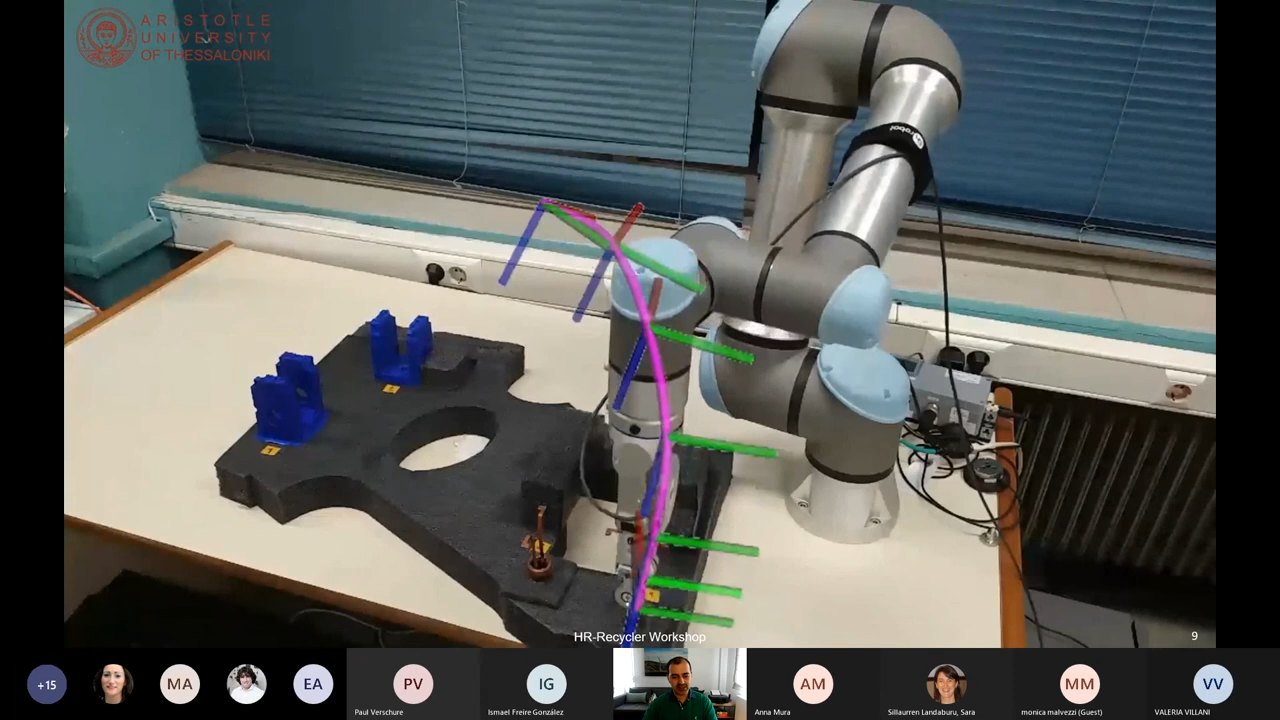 ARISTOTLE
UNIVERSITY
OF THESSALONIKI
HR-Recycler Workshop
9
+15
MA
EA
PV
Paul Verschure
IG
Ismael Freire González
AM
Anna Mura
Sillaurren Landaburu, Sara
MM
monica malvezzi (Guest)
VV
VALERIA VILLANI